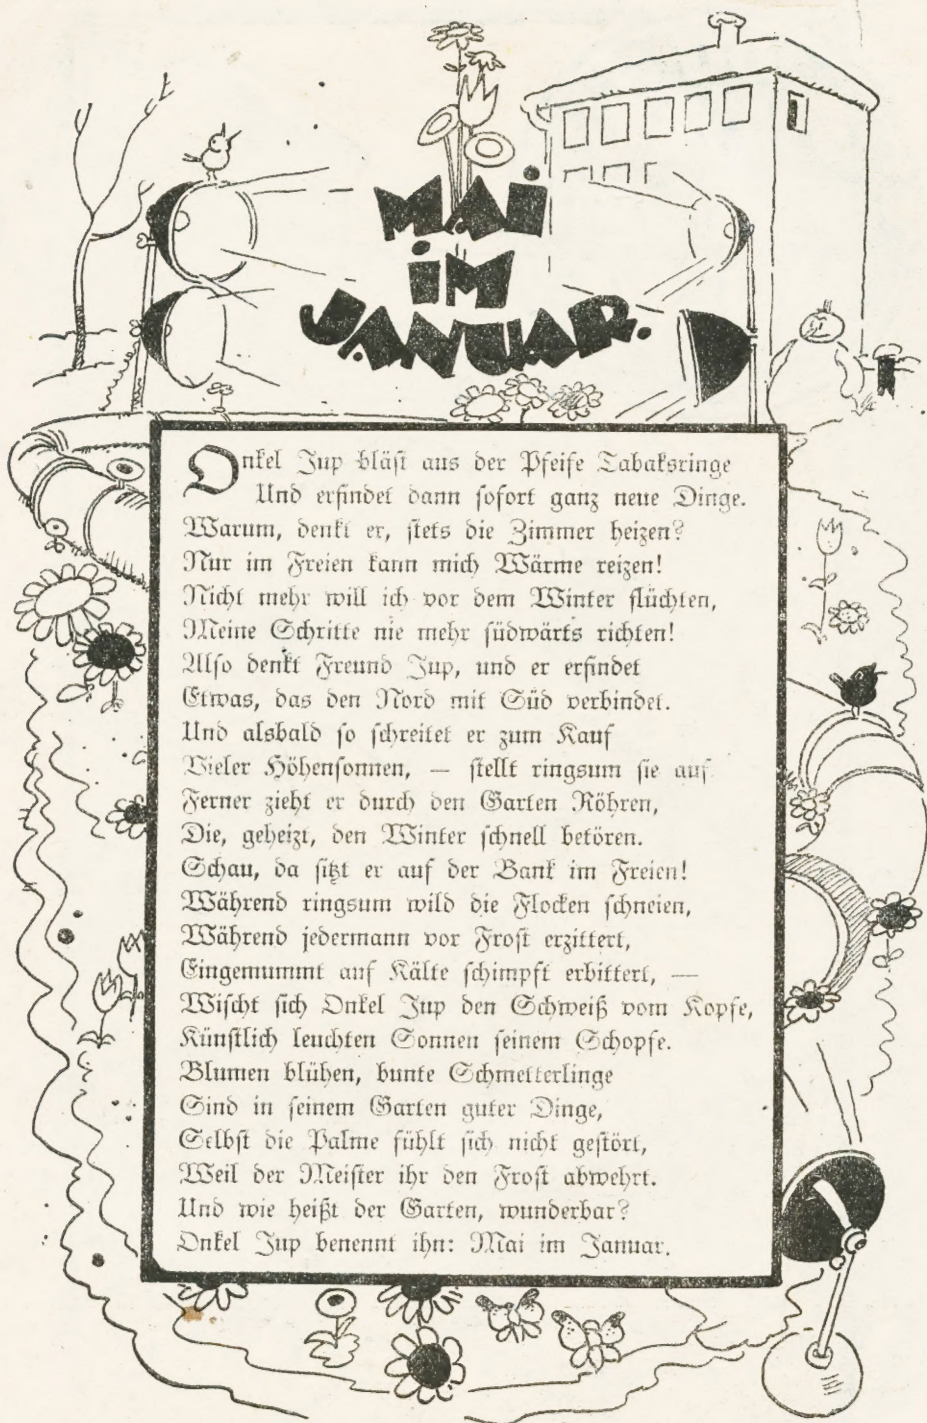 MAi
iM
JANUAR.
Onkel Jup bläst aus der Pfeife Tabaksringe
Und erfindet dann sofort ganz neue Dinge.
Warum, denkt er, stets die Zimmer heizen?
Nur im Freien kann mich Wärme reizen!
Nicht mehr will ich vor dem Winter flüchten,
Meine Schritte nie mehr südwärts richten!
Also denkt Freund Jup, und er erfindet
Etwas, das den Nord mit Süd verbindet.
Und alsbald so schreitet er zum Kauf
Vieler Höhensonnen, — stellt ringsum sie auf.
Ferner zieht er durch den Garten Röhren,
Die, geheizt, den Winter schnell betören.
Schau, da sitzt er auf der Bank im Freien!
Während ringsum wild die Flocken schneien,
Während jedermann vor Frost erzittert,
Eingemummt auf Kälte schimpft erbittert, —
Wischt sich Onkel Jup den Schweiß vom Kopfe,
Künstlich leuchten Sonnen seinem Schopfe.
Blumen blühen, bunte Schmetterlinge
Sind in seinem Garten guter Dinge,
Selbst die Palme fühlt sich nicht gestört,
Weil der Meister ihr den Frost abwehrt.
Und wie heißt der Garten, wunderbar?
Onkel Jup benennt ihn: Mai im Januar.